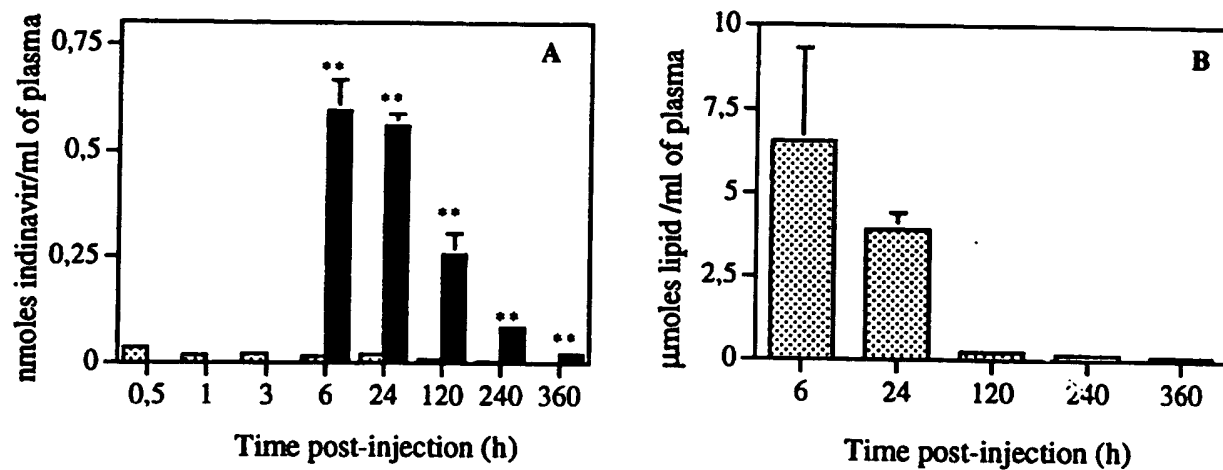 nmoles indinavir/ml of plasma
0,75
0,5
0,25
0
A
**
**
**
**
**
0,5 1 3 6 24 120 240 360
Time post-injection (h)
µmoles lipid /ml of plasma
10
7,5
5
2,5
0
B
6 24 120 240 360
Time post-injection (h)